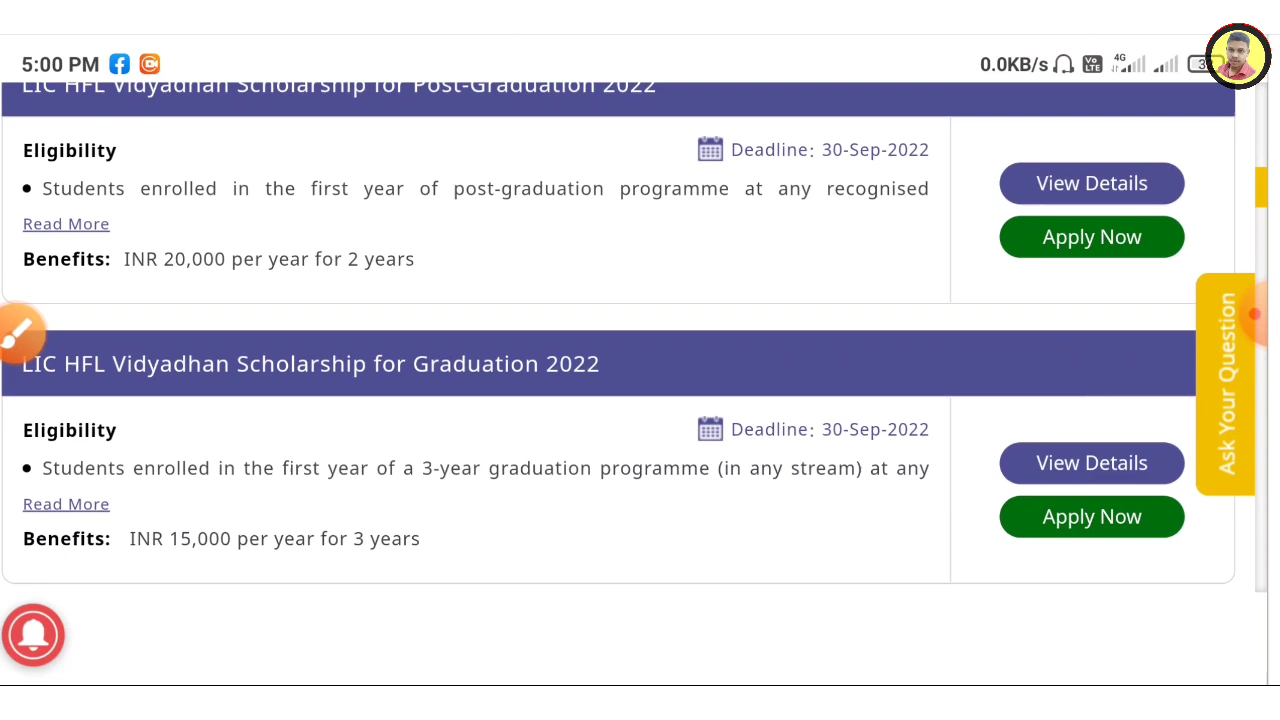 5:00 PM
0.0KB/s Vo LTE 4G
LIC HFL Vidyadhan Scholarship for Post-Graduation 2022
Eligibility
Deadline: 30-Sep-2022
• Students enrolled in the first year of post-graduation programme at any recognised
Read More
Benefits: INR 20,000 per year for 2 years
View Details
Apply Now
LIC HFL Vidyadhan Scholarship for Graduation 2022
Eligibility
Deadline: 30-Sep-2022
• Students enrolled in the first year of a 3-year graduation programme (in any stream) at any
Read More
Benefits: INR 15,000 per year for 3 years
View Details
Apply Now
Ask Your Question